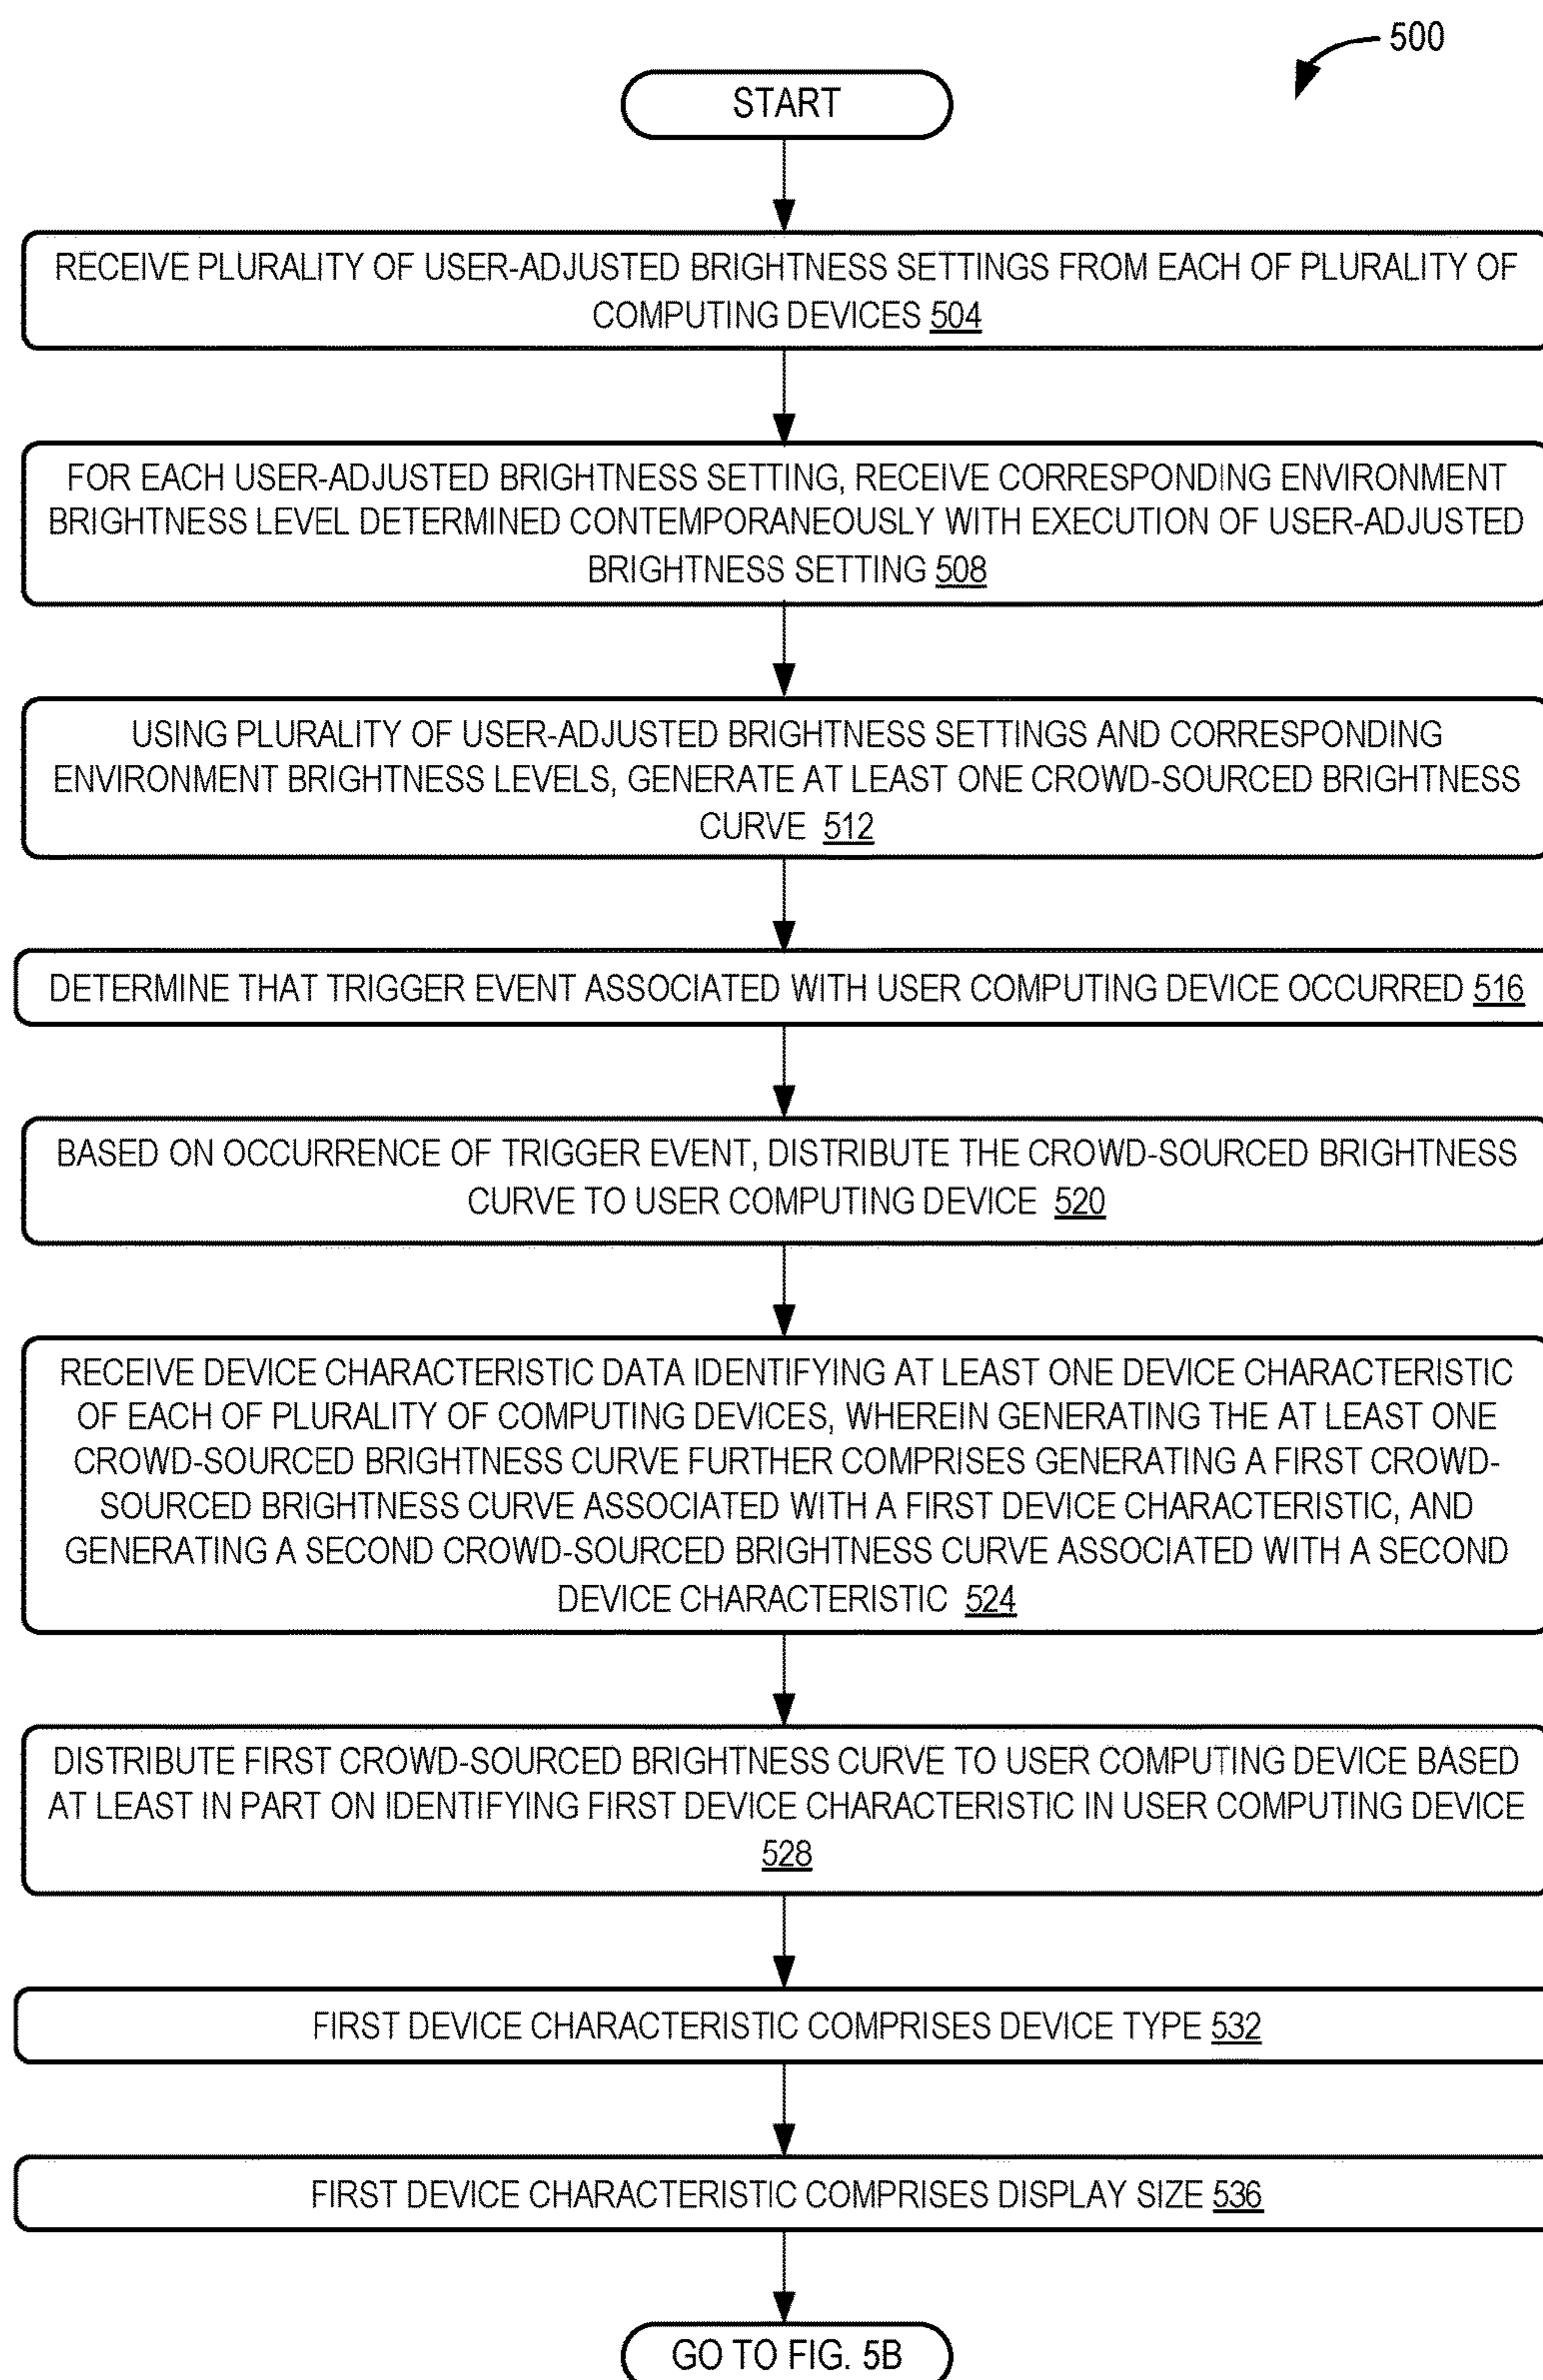 500
START
RECEIVE PLURALITY OF USER-ADJUSTED BRIGHTNESS SETTINGS FROM EACH OF PLURALITY OF
COMPUTING DEVICES 504
FOR EACH USER-ADJUSTED BRIGHTNESS SETTING, RECEIVE CORRESPONDING ENVIRONMENT
BRIGHTNESS LEVEL DETERMINED CONTEMPORANEOUSLY WITH EXECUTION OF USER-ADJUSTED
BRIGHTNESS SETTING 508
USING PLURALITY OF USER-ADJUSTED BRIGHTNESS SETTINGS AND CORRESPONDING
ENVIRONMENT BRIGHTNESS LEVELS, GENERATE AT LEAST ONE CROWD-SOURCED BRIGHTNESS
CURVE 512
DETERMINE THAT TRIGGER EVENT ASSOCIATED WITH USER COMPUTING DEVICE OCCURRED 516
BASED ON OCCURRENCE OF TRIGGER EVENT, DISTRIBUTE THE CROWD-SOURCED BRIGHTNESS
CURVE TO USER COMPUTING DEVICE 520
RECEIVE DEVICE CHARACTERISTIC DATA IDENTIFYING AT LEAST ONE DEVICE CHARACTERISTIC
OF EACH OF PLURALITY OF COMPUTING DEVICES, WHEREIN GENERATING THE AT LEAST ONE
CROWD-SOURCED BRIGHTNESS CURVE FURTHER COMPRISES GENERATING A FIRST CROWD-
SOURCED BRIGHTNESS CURVE ASSOCIATED WITH A FIRST DEVICE CHARACTERISTIC, AND
GENERATING A SECOND CROWD-SOURCED BRIGHTNESS CURVE ASSOCIATED WITH A SECOND
DEVICE CHARACTERISTIC 524
DISTRIBUTE FIRST CROWD-SOURCED BRIGHTNESS CURVE TO USER COMPUTING DEVICE BASED
AT LEAST IN PART ON IDENTIFYING FIRST DEVICE CHARACTERISTIC IN USER COMPUTING DEVICE
528
FIRST DEVICE CHARACTERISTIC COMPRISES DEVICE TYPE 532
FIRST DEVICE CHARACTERISTIC COMPRISES DISPLAY SIZE 536
GO TO FIG. 5B